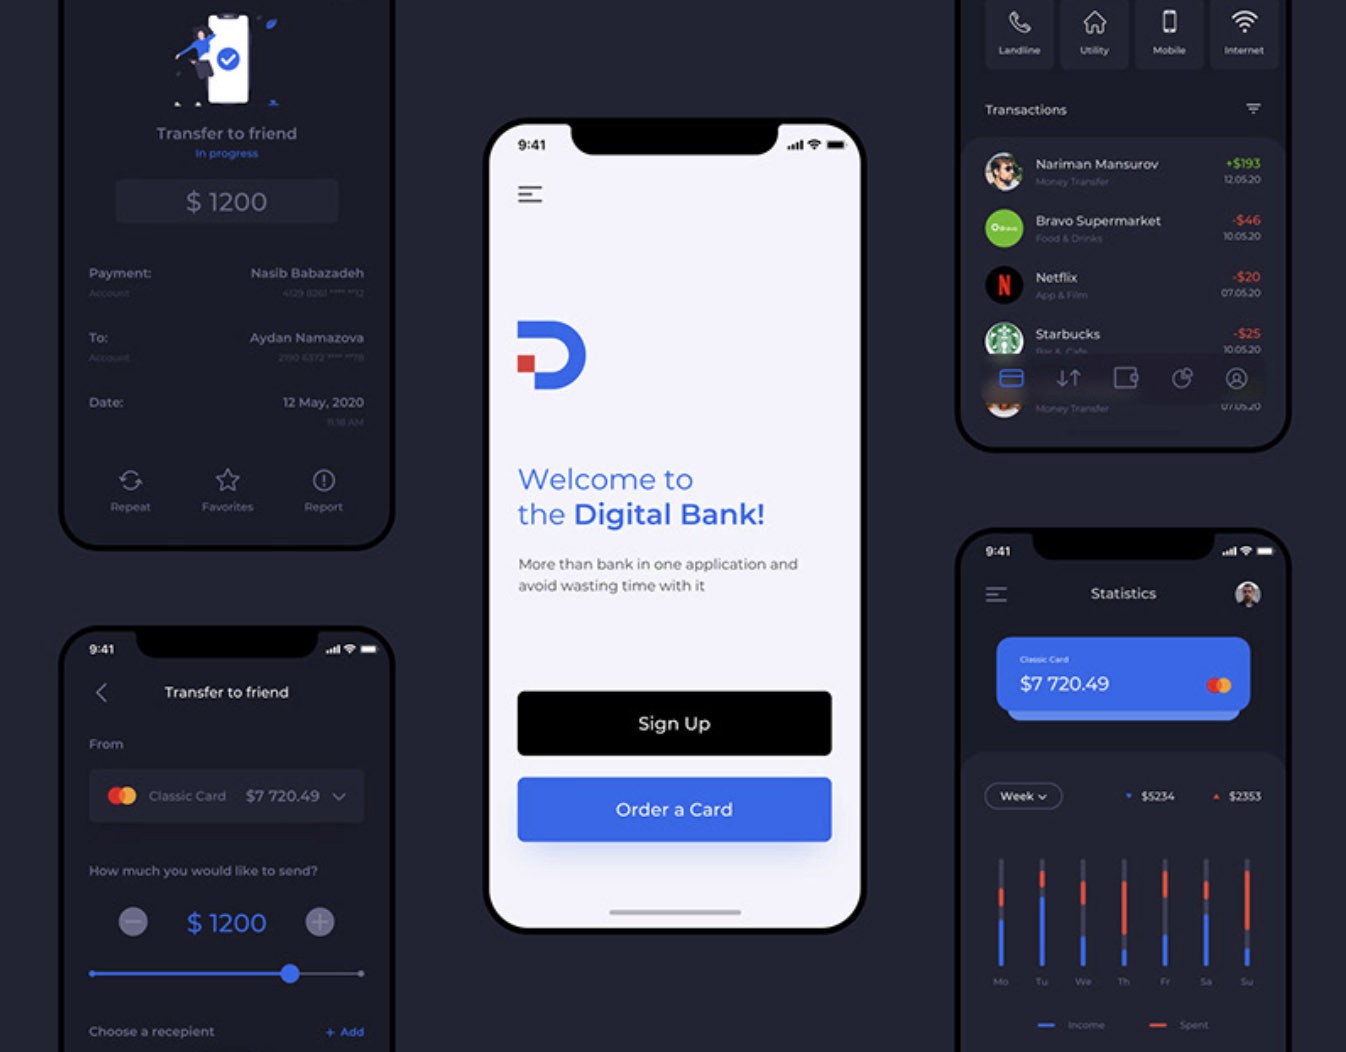 Transfer to friend
In progress
$ 1200
Payment: Nasib Babazadeh
Account 4129 8261 **** **12
To: Aydan Namazova
Account 2190 6372 **** **78
Date: 12 May, 2020
11:18 AM
Repeat Favorites Report
9:41
Transfer to friend
From
Classic Card $7 720.49
How much you would like to send?
$ 1200
Choose a recepient + Add
9:41
Welcome to
the Digital Bank!
More than bank in one application and
avoid wasting time with it
Sign Up
Order a Card
Landline Utility Mobile Internet
Transactions
Nariman Mansurov +$193
Money Transfer 12.05.20
Bravo Supermarket -$46
Food & Drinks 10.05.20
Netflix -$20
App & Film 07.05.20
Starbucks -$25
Bar & Cafe 10.05.20
Money Transfer 07.05.20
9:41
Statistics
Classic Card
$7 720.49
Week $5234 $2353
Mo Tu We Th Fr Sa Su
Income Spent